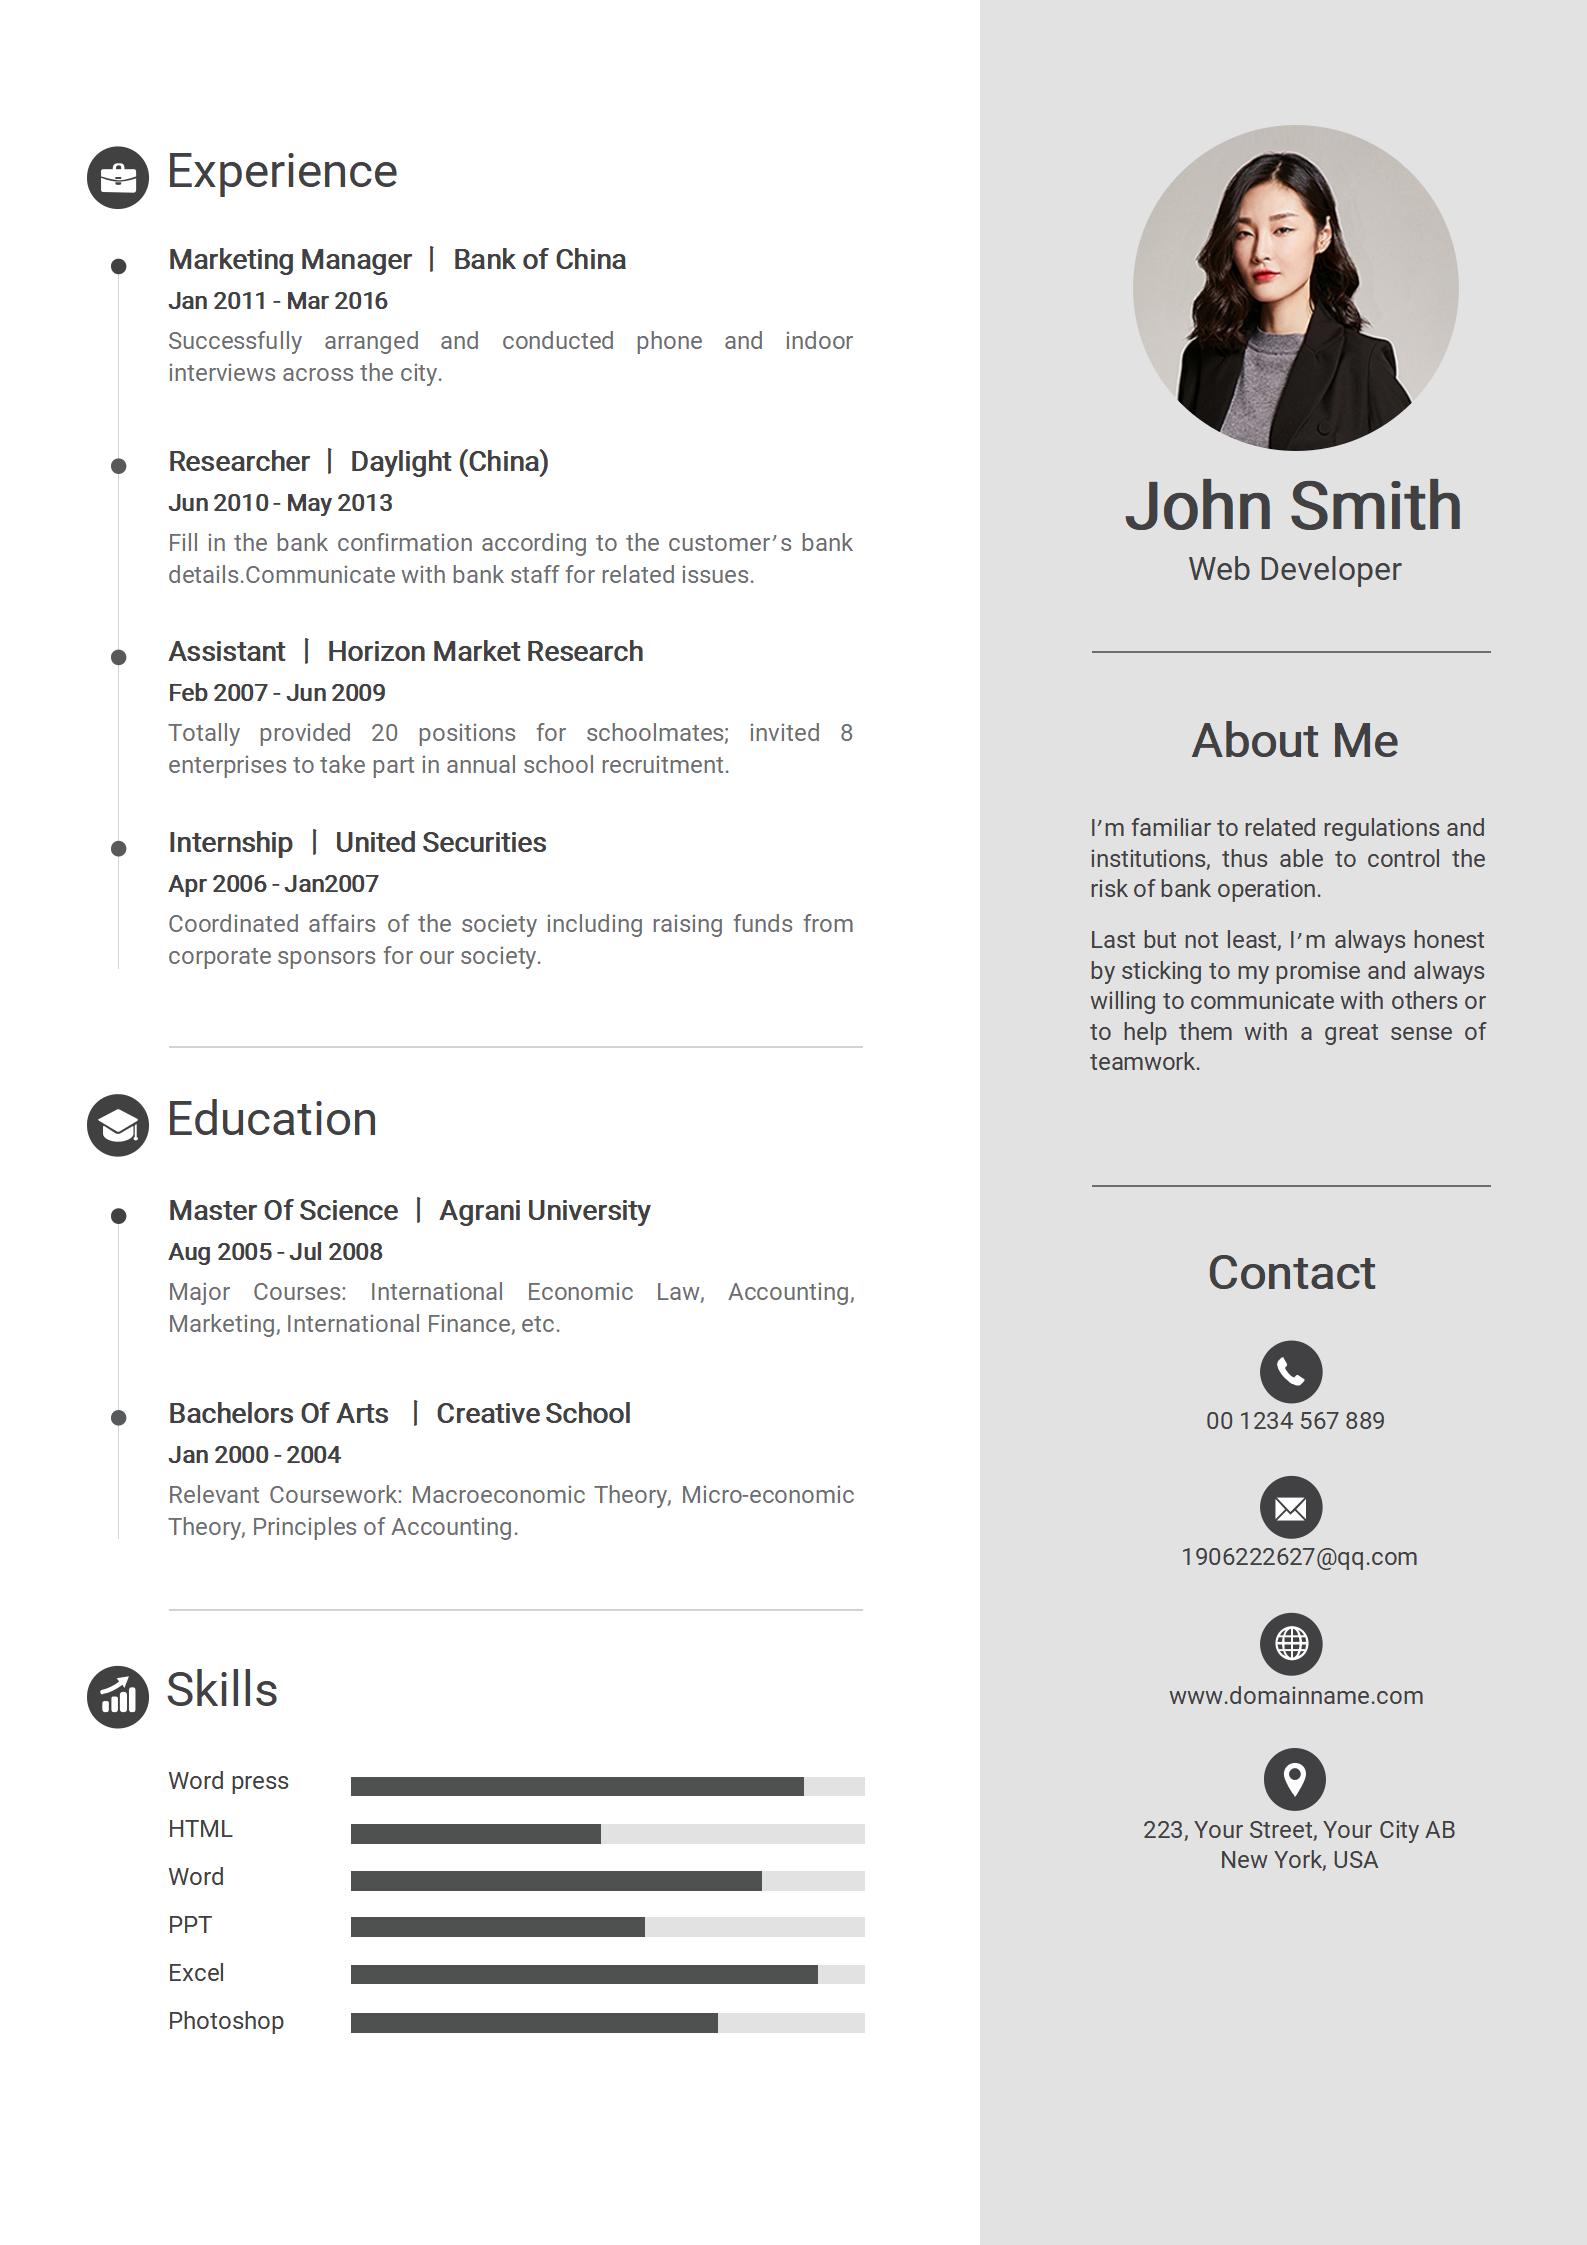 Experience
Marketing Manager | Bank of China
Jan 2011 - Mar 2016
Successfully arranged and conducted phone and indoor
interviews across the city.
Researcher | Daylight (China)
Jun 2010 - May 2013
Fill in the bank confirmation according to the customer’s bank
details.Communicate with bank staff for related issues.
Assistant | Horizon Market Research
Feb 2007 - Jun 2009
Totally provided 20 positions for schoolmates; invited 8
enterprises to take part in annual school recruitment.
Internship | United Securities
Apr 2006 - Jan2007
Coordinated affairs of the society including raising funds from
corporate sponsors for our society.
Education
Master Of Science | Agrani University
Aug 2005 - Jul 2008
Major Courses: International Economic Law, Accounting,
Marketing, International Finance, etc.
Bachelors Of Arts | Creative School
Jan 2000 - 2004
Relevant Coursework: Macroeconomic Theory, Micro-economic
Theory, Principles of Accounting.
Skills
Word press
HTML
Word
PPT
Excel
Photoshop
John Smith
Web Developer
About Me
I’m familiar to related regulations and
institutions, thus able to control the
risk of bank operation.
Last but not least, I’m always honest
by sticking to my promise and always
willing to communicate with others or
to help them with a great sense of
teamwork.
Contact
00 1234 567 889
1906222627@qq.com
www.domainname.com
223, Your Street, Your City AB
New York, USA